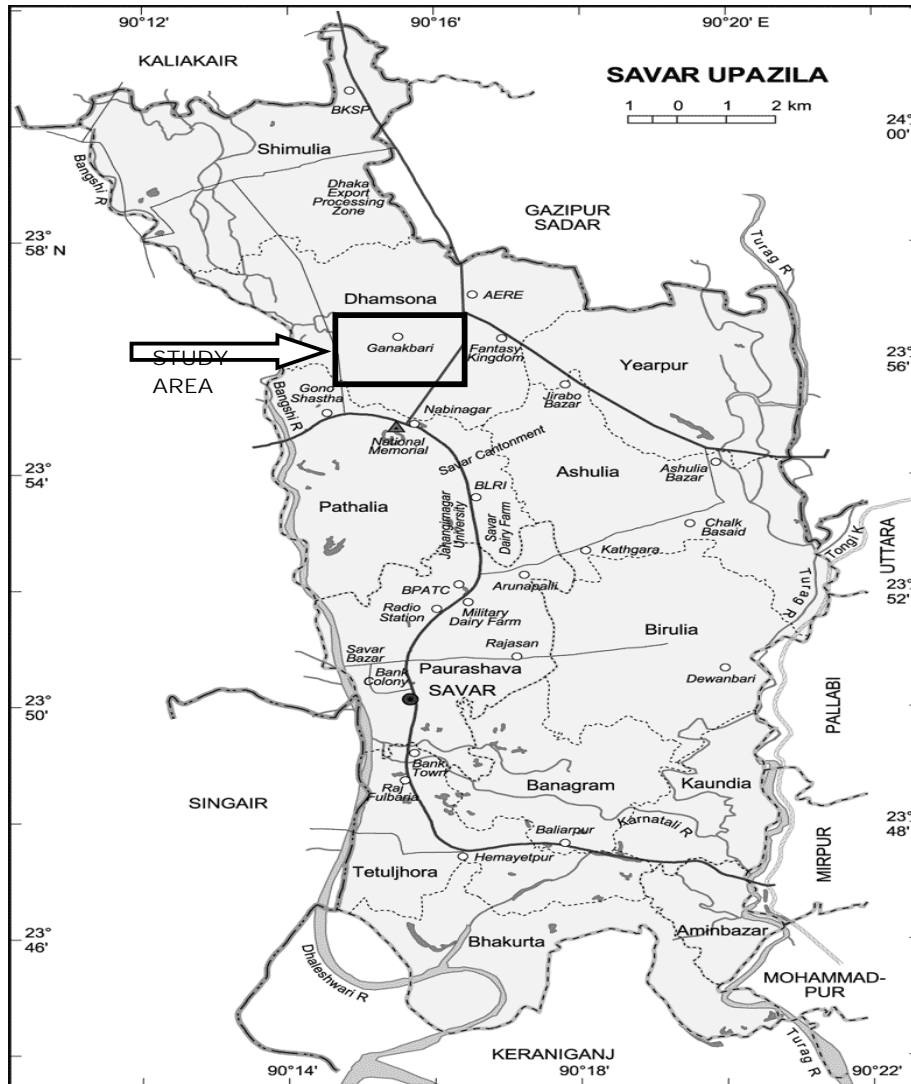 90°12'
90°16'
90°20' E
KALIAKAIR
SAVAR UPAZILA
1 0 1 2 km
BKSP
24°
00'
Shimulia
Bangshi R
Dhaka
Export
Processing
Zone
GAZIPUR
SADAR
23°
58' N
Turag R
Dhamsona
AERE
Ganakbari
Fantasy
Kingdom
23°
56'
STUDY
AREA
Yearpur
Gono
Shastha
Bangshi R
Jirabo
Bazar
Nabinagar
National
Memorial
Savar Cantonment
23°
54'
Ashulia
Ashulia
Bazar
BLRI
Pathalia
Jahangirnagar
University
Savar
Dairy Farm
Chalk
Basaid
Tongi K
UTTARA
Kathgara
Arunapalli
BPATC
Turag R
23°
52'
Radio
Station
Military
Dairy Farm
Birulia
Rajasan
Savar
Bazar
Paurashava
Dewanbari
Bank
Colony
SAVAR
PALLABI
23°
50'
Bank
Town
Raj
Fulbaria
Banagram
Kaundia
SINGAIR
Karnatali R
23°
48'
Baliarpur
MIRPUR
Hemayetpur
Tetuljhora
23°
46'
Aminbazar
Bhakurta
Dhaleshwari R
MOHAMMAD-
PUR
KERANIGANJ
Turag R
90°14'
90°18'
90°22'